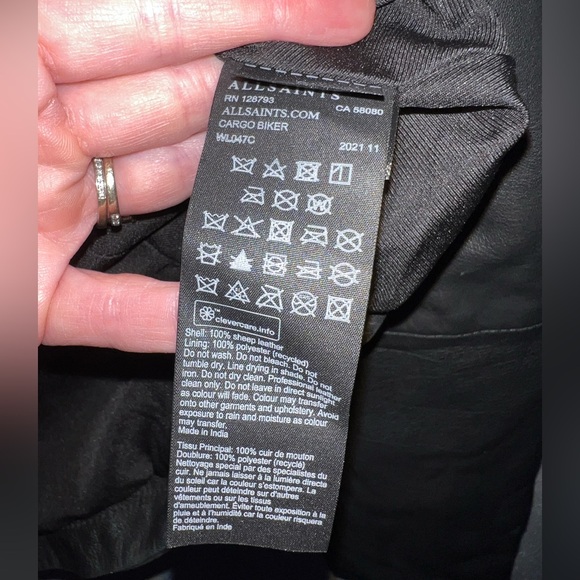 ALLSAINTS
RN 128793 CA 58080
ALLSAINTS.COM
CARGO BIKER
WL047C 2021 11
clevercare.info
Shell: 100% sheep leather
Lining: 100% polyester (recycled)
Do not wash. Do not bleach. Do not
tumble dry. Line drying in shade. Do not
iron. Do not dry clean. Professional leather
clean only. Do not leave in direct sunlight
as colour will fade. Colour may transfer
onto other garments and upholstery. Avoid
exposure to rain and moisture as colour may
transfer.
Made in India
Tissu Principal: 100% cuir de mouton
Doublure: 100% polyester (recyclé)
Nettoyage special par des specialistes du
cuir. Ne jamais laisser à la lumière directe
du soleil car la couleur s'estompera. La
couleur peut déteindre sur d'autres
vêtements ou sur les tissus
d'ameublement. Eviter toute exposition à la
pluie et à l'humidité car la couleur risquera
de déteindre.
Fabriqué en Inde